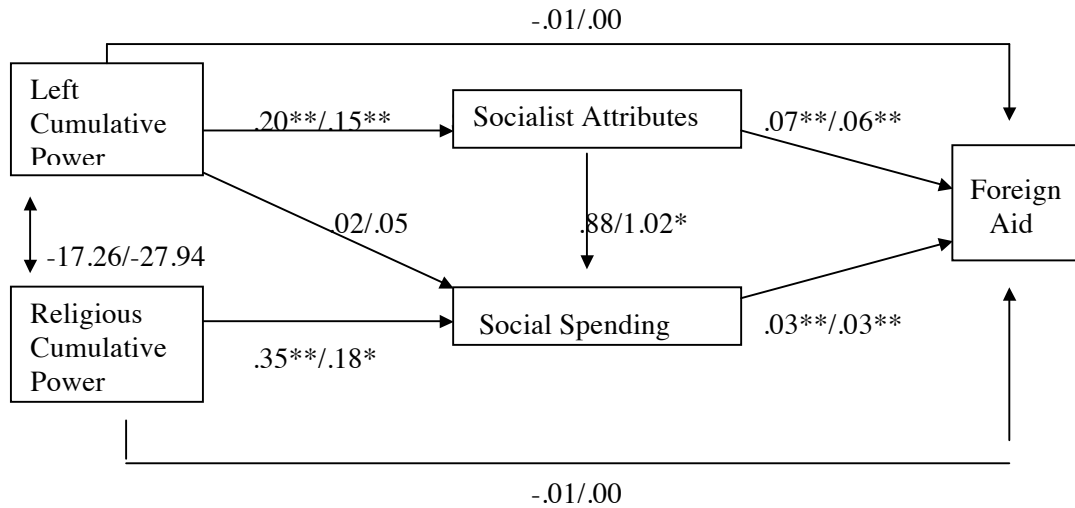 -.01/.00
Left
Cumulative
Power
.20**/.15**
Socialist Attributes
.07**/.06**
Foreign
Aid
.02/.05
.88/1.02*
-17.26/-27.94
Religious
Cumulative
Power
.35**/.18*
Social Spending
.03**/.03**
-.01/.00